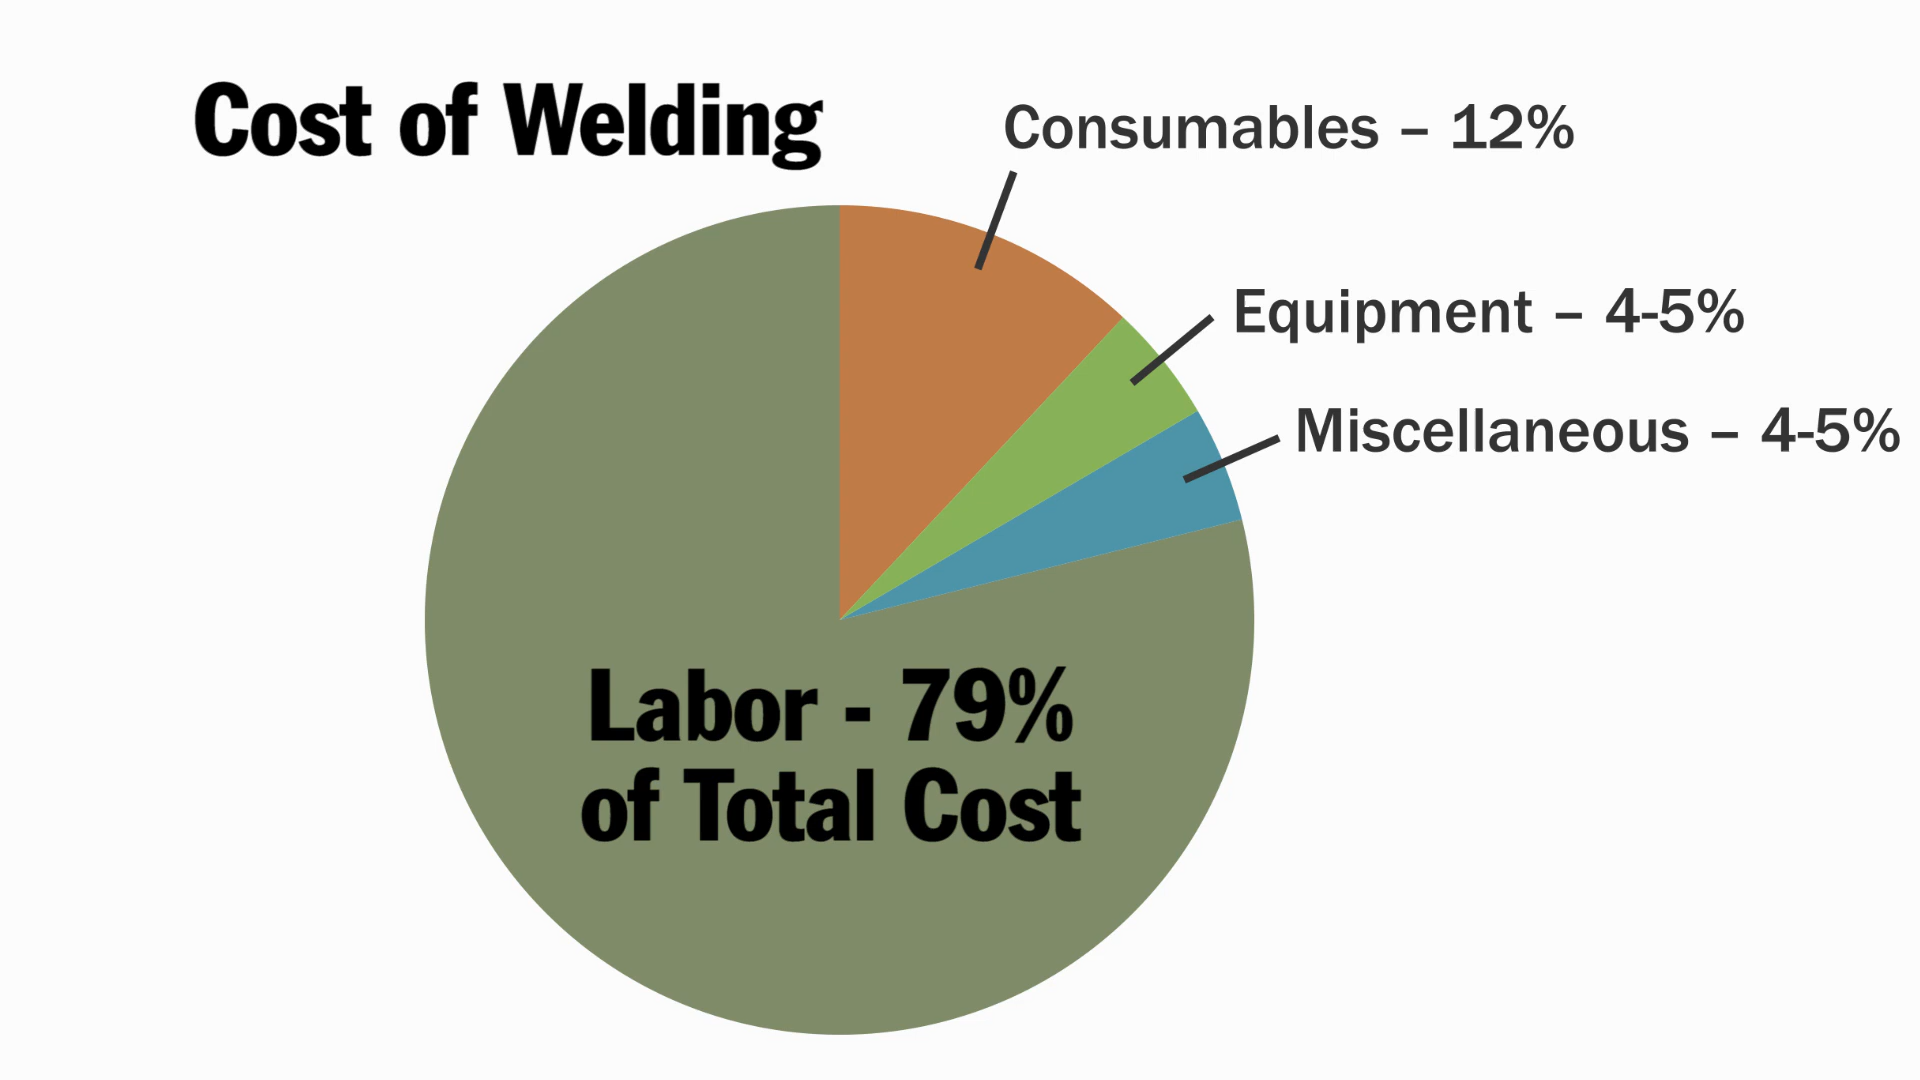 Cost of Welding
Consumables – 12%
Equipment – 4-5%
Miscellaneous – 4-5%
Labor - 79%
of Total Cost